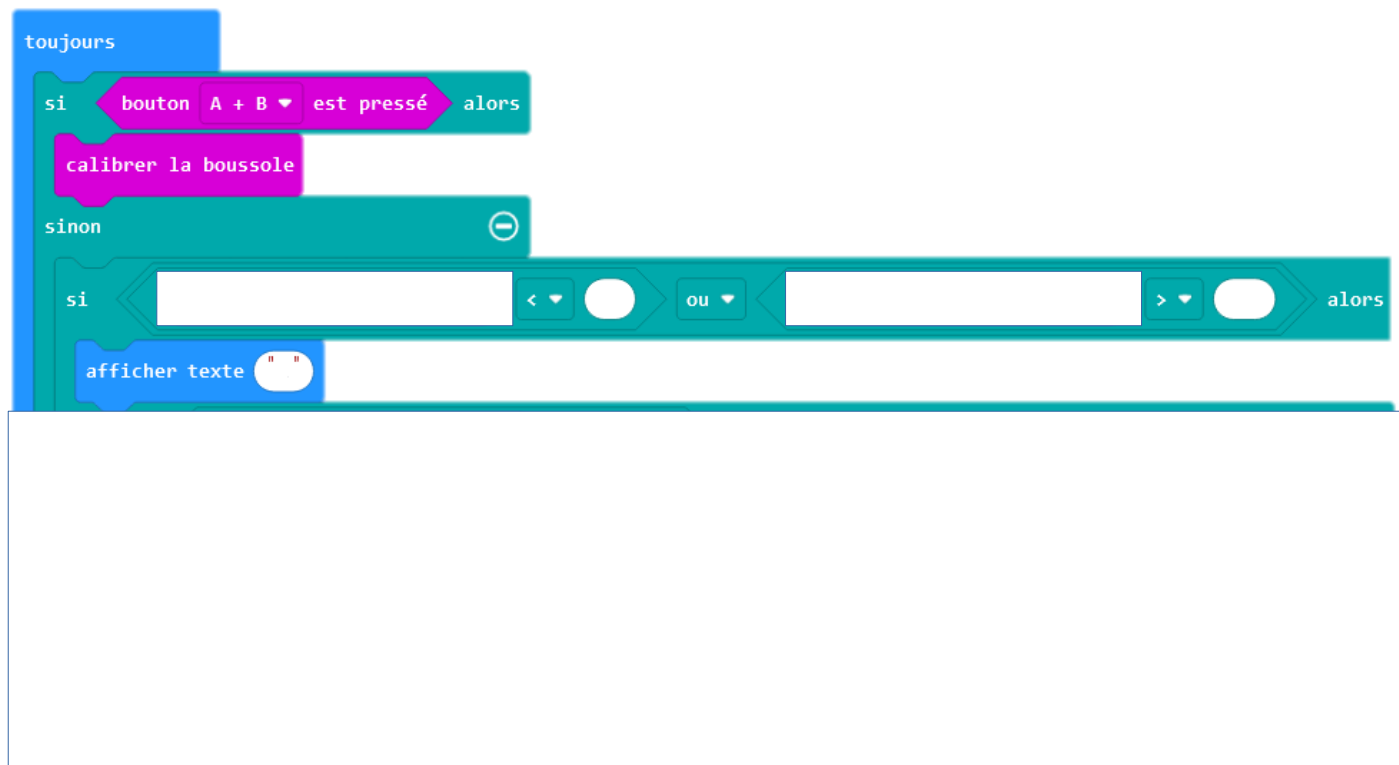 toujours
si bouton A + B est pressé alors
calibrer la boussole
sinon
si < ou > alors
afficher texte " "